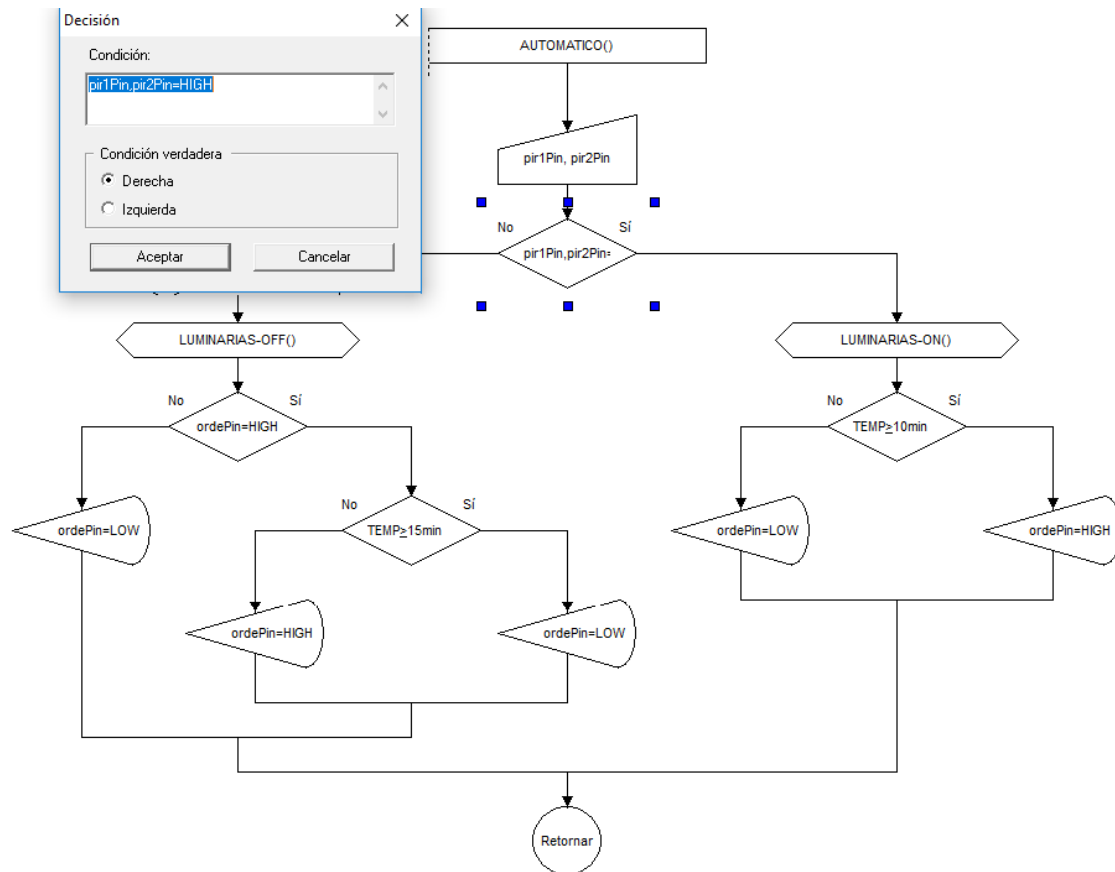 Decisión
Condición:
pir1Pin,pir2Pin=HIGH
Condición verdadera
Derecha
Izquierda
Aceptar
Cancelar
AUTOMATICO()
pir1Pin, pir2Pin
No
Sí
pir1Pin,pir2Pin=
LUMINARIAS-OFF()
LUMINARIAS-ON()
No
Sí
ordePin=HIGH
No
Sí
TEMP≥10min
ordePin=LOW
No
Sí
TEMP≥15min
ordePin=LOW
ordePin=HIGH
ordePin=HIGH
ordePin=LOW
Retornar